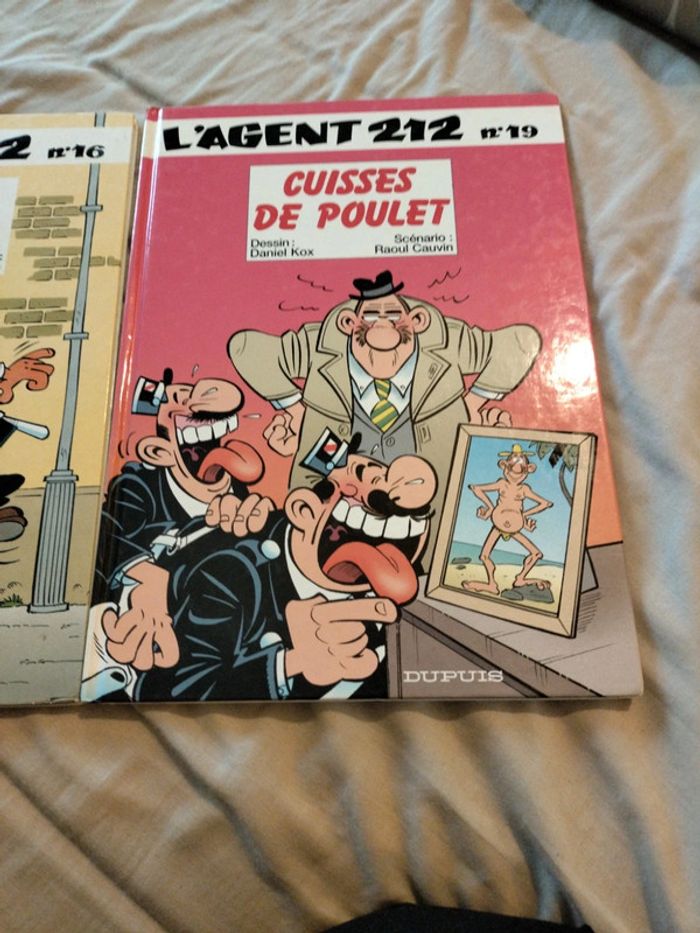 2 n°16
L'AGENT 212 n°19
CUISSES
DE POULET
Dessin :
Daniel Kox
Scénario :
Raoul Cauvin
DUPUIS